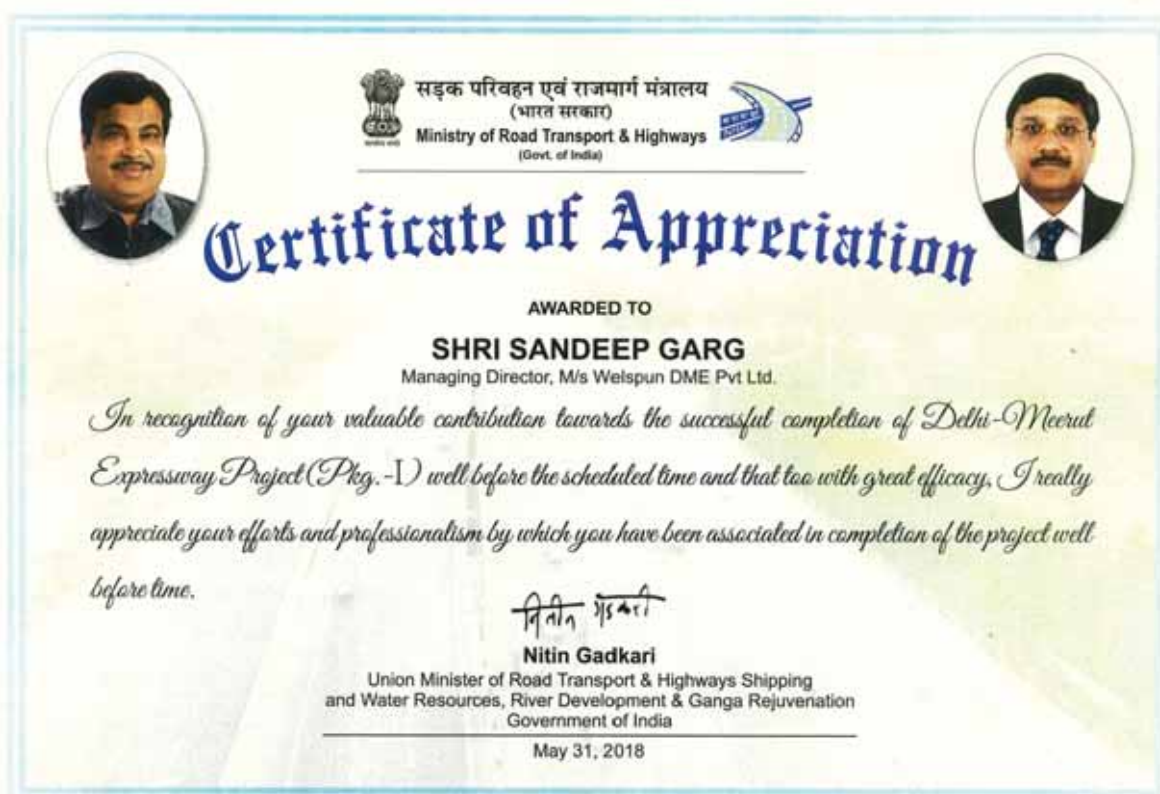 सड़क परिवहन एवं राजमार्ग मंत्रालय
(भारत सरकार)
Ministry of Road Transport & Highways
(Govt. of India)
Certificate of Appreciation
AWARDED TO
SHRI SANDEEP GARG
Managing Director, M/s Welspun DME Pvt Ltd.
In recognition of your valuable contribution towards the successful completion of Delhi-Meerut
Expressway Project (Pkg.-I) well before the scheduled time and that too with great efficacy, I really
appreciate your efforts and professionalism by which you have been associated in completion of the project well
before time.
नितीन गडकरी
Nitin Gadkari
Union Minister of Road Transport & Highways Shipping
and Water Resources, River Development & Ganga Rejuvenation
Government of India
May 31, 2018